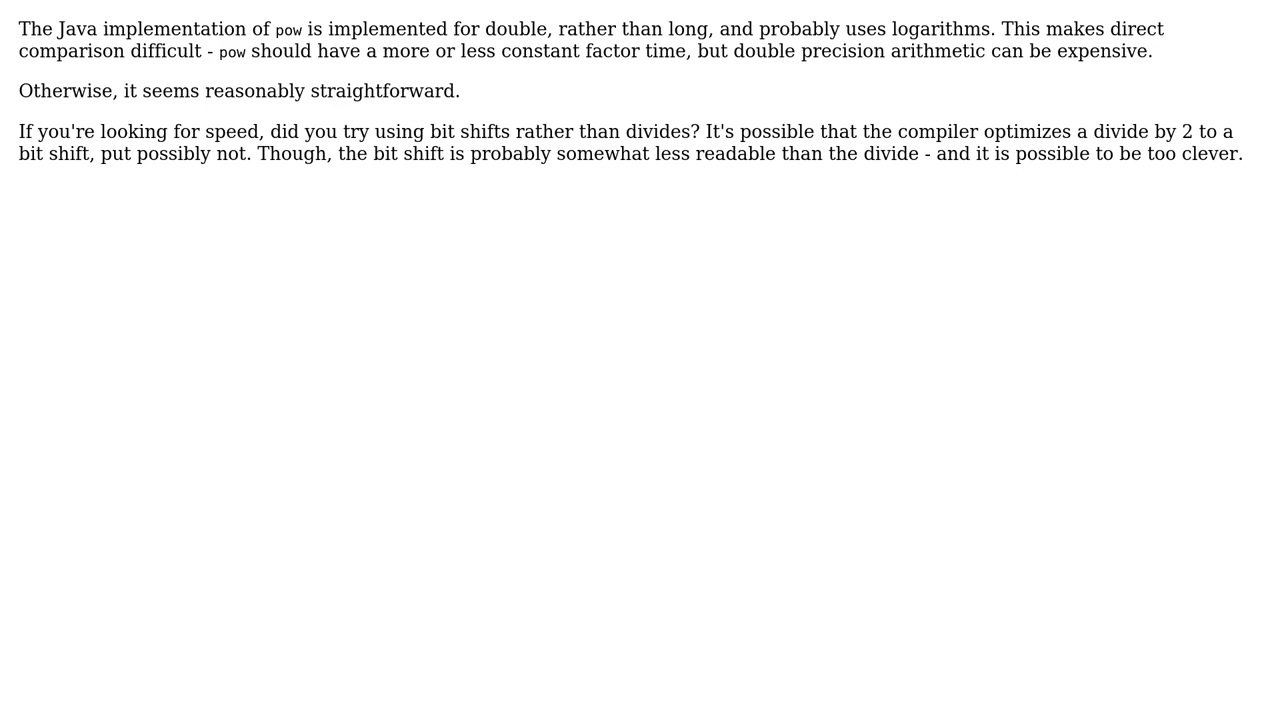 The Java implementation of pow is implemented for double, rather than long, and probably uses logarithms. This makes direct
comparison difficult - pow should have a more or less constant factor time, but double precision arithmetic can be expensive.
Otherwise, it seems reasonably straightforward.
If you're looking for speed, did you try using bit shifts rather than divides? It's possible that the compiler optimizes a divide by 2 to a
bit shift, put possibly not. Though, the bit shift is probably somewhat less readable than the divide - and it is possible to be too clever.